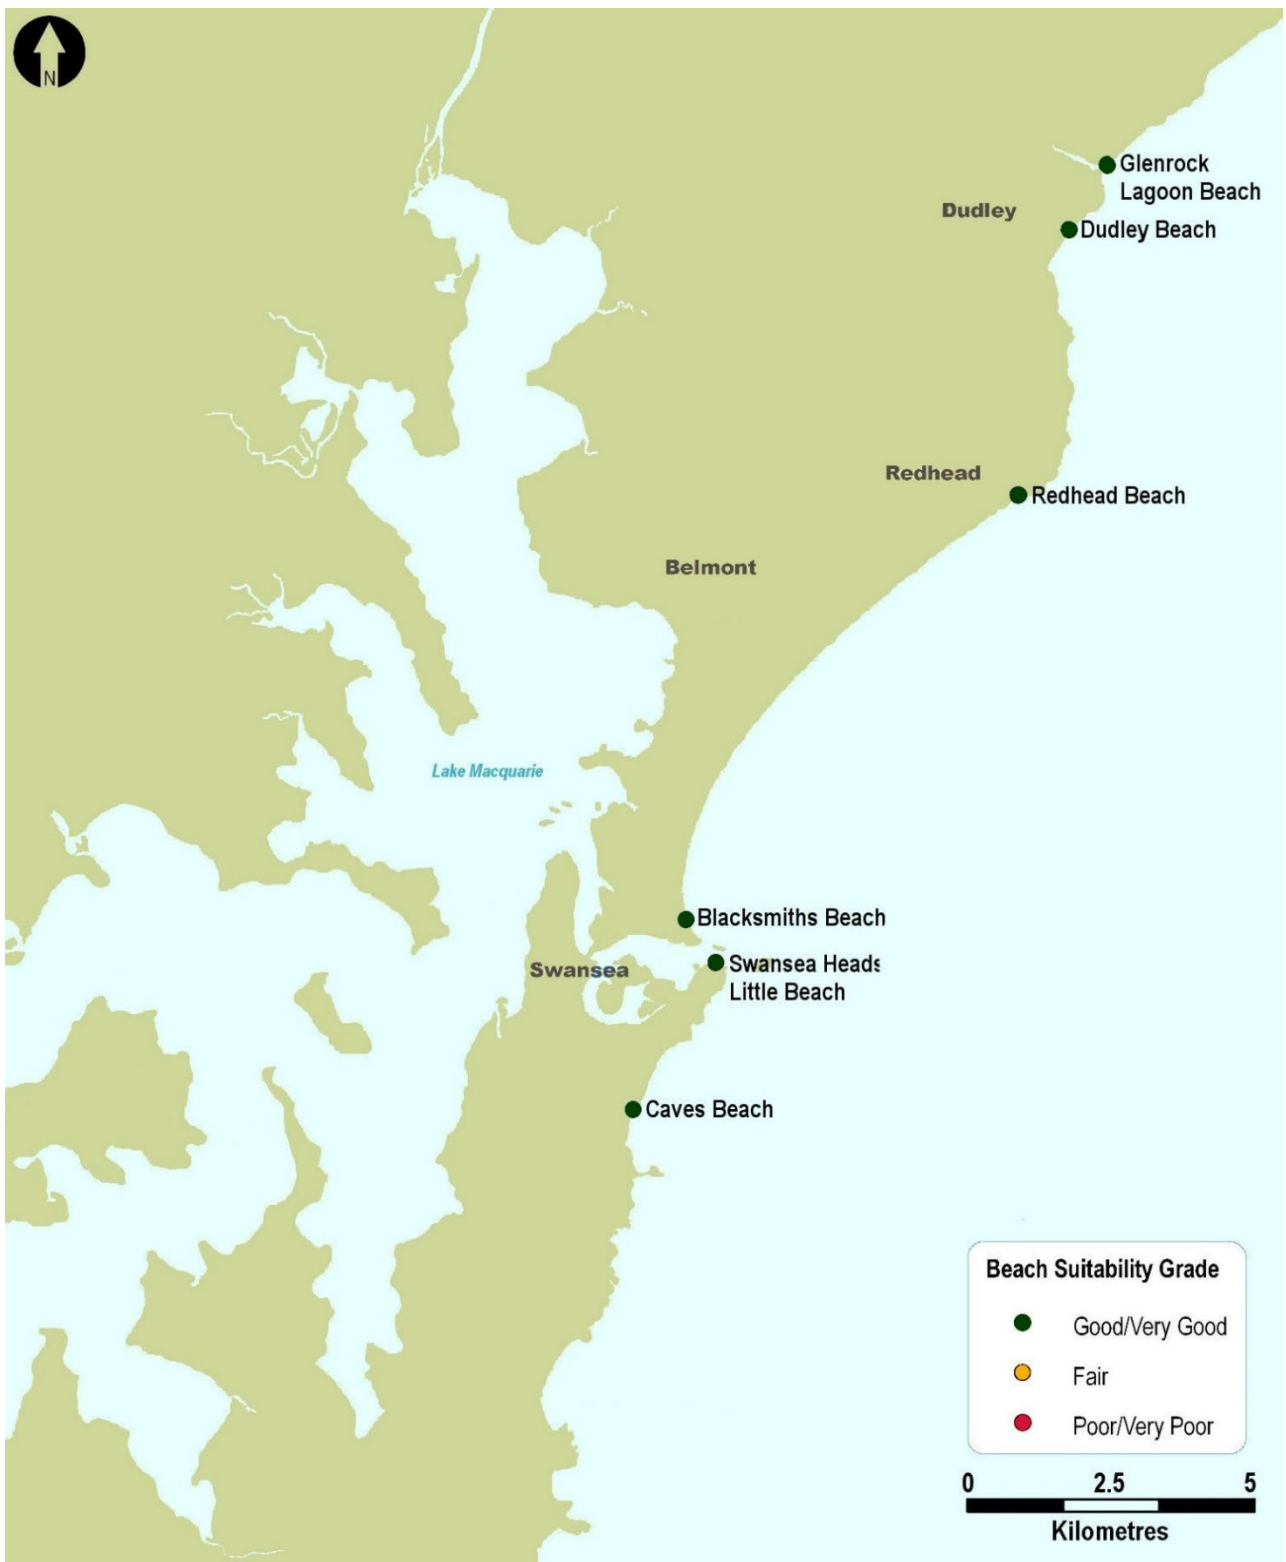 N
Glenrock
Lagoon Beach
Dudley
Dudley Beach
Redhead
Redhead Beach
Belmont
Lake Macquarie
Blacksmiths Beach
Swansea
Swansea Heads
Little Beach
Caves Beach
Beach Suitability Grade
Good/Very Good
Fair
Poor/Very Poor
0 2.5 5
Kilometres